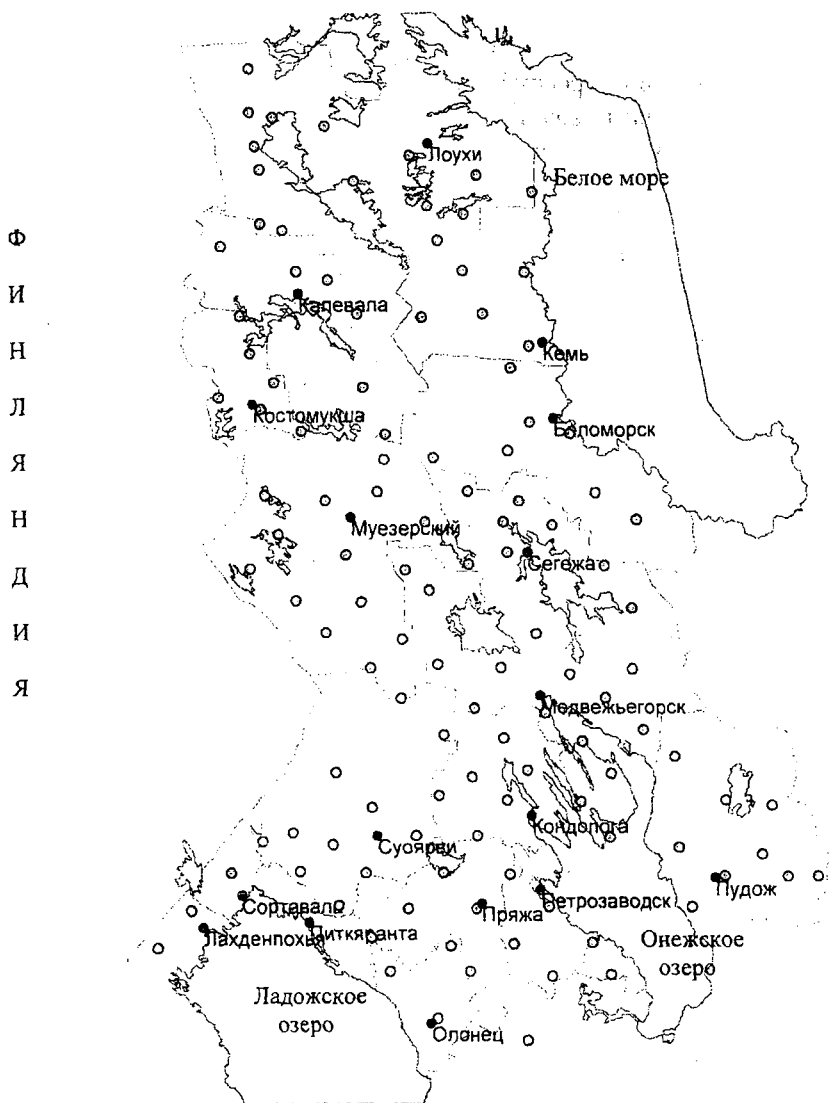 Лоухи
Белое море
ФИНЛЯНДИЯ
Калевала
Кемь
Костомукша
Беломорск
Муезерский
Сегежа
Медвежьегорск
Кондопога
Суоярви
Пудож
Сортавала
Пряжа
Петрозаводск
Лахденпохья
Питкяранта
Онежское
озеро
Ладожское
озеро
Олонец